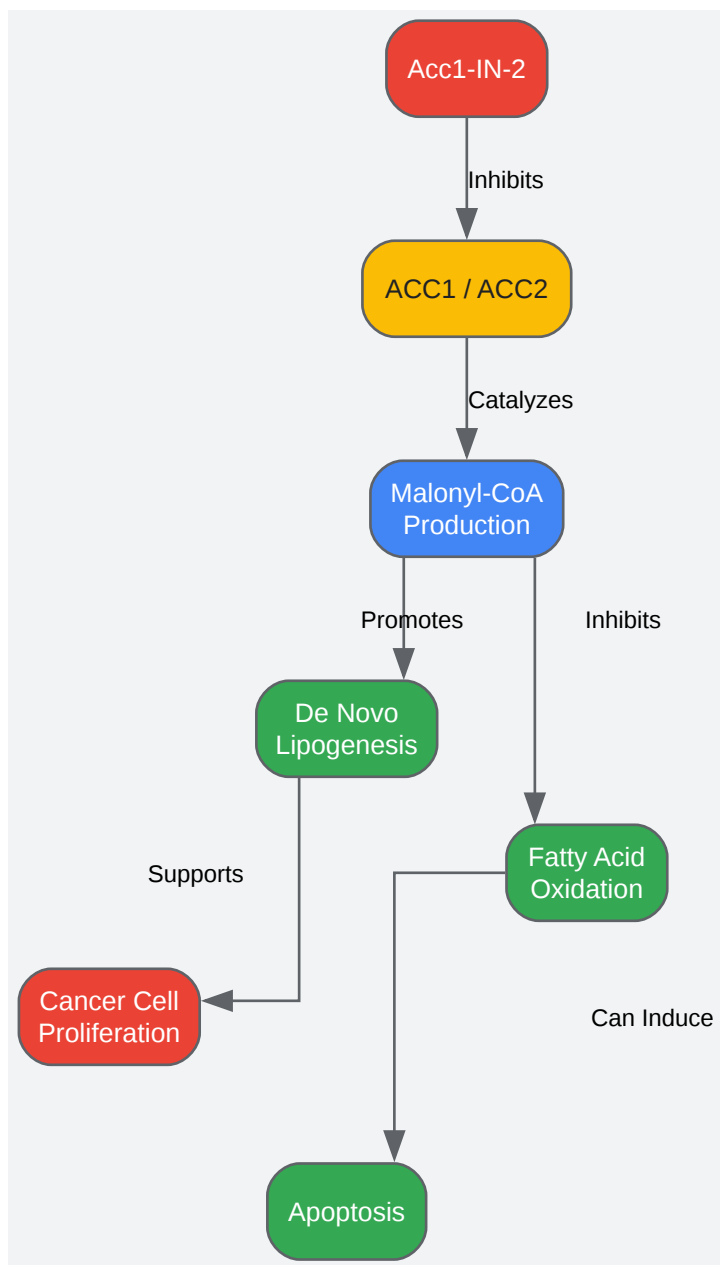 Acc1-IN-2
Inhibits
ACC1 / ACC2
Catalyzes
Malonyl-CoA
Production
Promotes
Inhibits
De Novo
Lipogenesis
Supports
Fatty Acid
Oxidation
Cancer Cell
Proliferation
Can Induce
Apoptosis